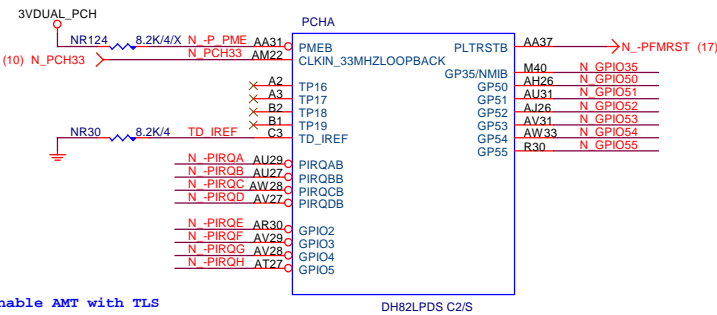 3VDUAL_PCH
PCHA
NR124 8.2K/4/X N_-P_PME AA31 PMEB PLTRSTB AA37 N_-PFMRST (17)
(10) N_PCH33 N_PCH33 AM22 CLKIN_33MHZLOOPBACK
GP35/NMIB M40 N_GPIO35
A2 TP16 GP50 AH26 N_GPIO50
A3 TP17 GP51 AU31 N_GPIO51
B2 TP18 GP52 AJ26 N_GPIO52
B1 TP19 GP53 AV31 N_GPIO53
NR30 8.2K/4 TD_IREF C3 TD_IREF GP54 AW33 N_GPIO54
GP55 R30 N_GPIO55
N_-PIRQA AU29 PIRQAB
N_-PIRQB AU27 PIRQBB
N_-PIRQC AW28 PIRQCB
N_-PIRQD AV27 PIRQDB
N_-PIRQE AR30 GPIO2
N_-PIRQF AV29 GPIO3
N_-PIRQG AV28 GPIO4
N_-PIRQH AT27 GPIO5
nable AMT with TLS
DH82LPDS C2/S